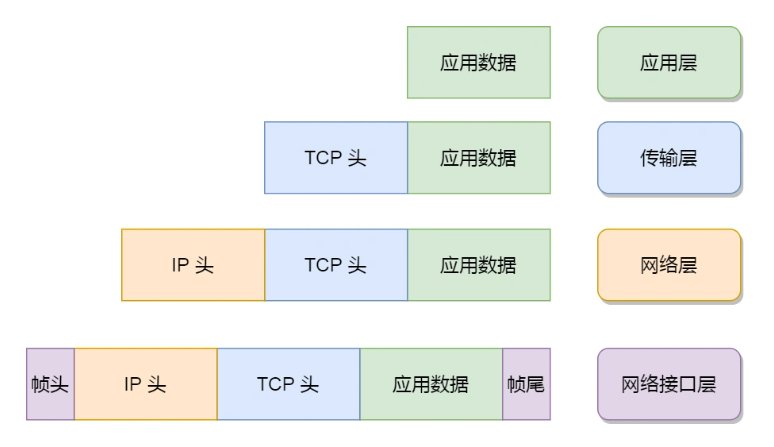 应用数据 应用层
TCP 头 应用数据 传输层
IP 头 TCP 头 应用数据 网络层
帧头 IP 头 TCP 头 应用数据 帧尾 网络接口层